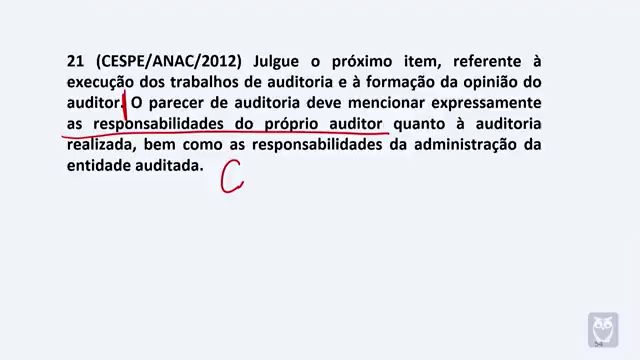 21 (CESPE/ANAC/2012) Julgue o próximo item, referente à
execução dos trabalhos de auditoria e à formação da opinião do
auditor. O parecer de auditoria deve mencionar expressamente
as responsabilidades do próprio auditor quanto à auditoria
realizada, bem como as responsabilidades da administração da
entidade auditada.
C
54